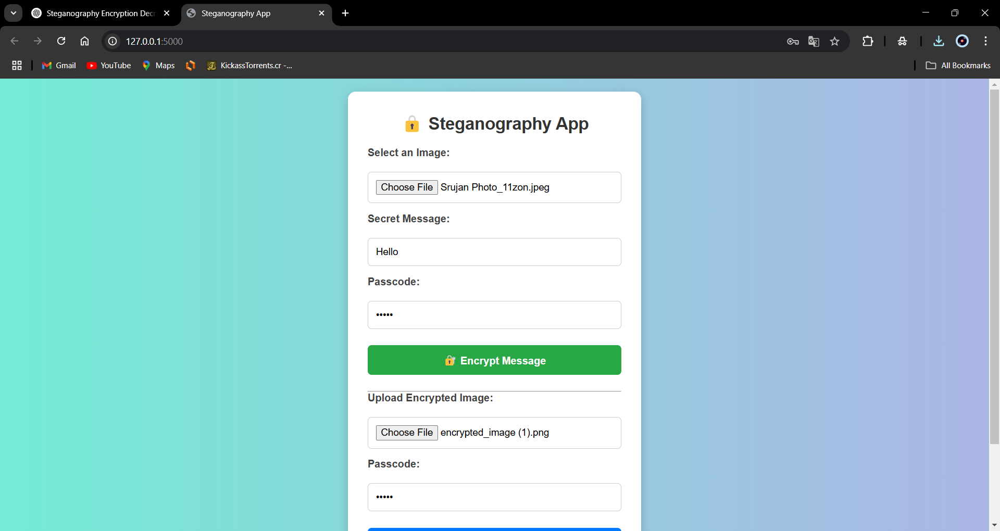 Steganography Encryption Decr
Steganography App
127.0.0.1:5000
Gmail
YouTube
Maps
KickassTorrents.cr -...
All Bookmarks
Steganography App
Select an Image:
Choose File Srujan Photo_11zon.jpeg
Secret Message:
Hello
Passcode:
•••••
Encrypt Message
Upload Encrypted Image:
Choose File encrypted_image (1).png
Passcode:
•••••